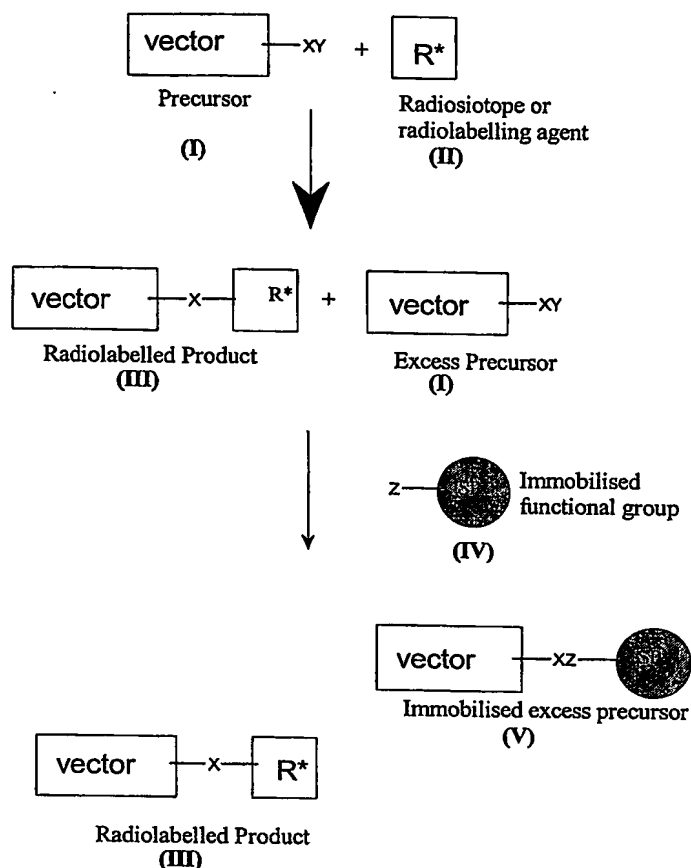 vector
XY
+
R*
Precursor
(I)
Radiosiotope or
radiolabelling agent
(II)
vector
X
R*
+
vector
XY
Radiolabelled Product
(III)
Excess Precursor
(I)
Z
Immobilised
functional group
(IV)
vector
XZ
Immobilised excess precursor
(V)
vector
X
R*
Radiolabelled Product
(III)